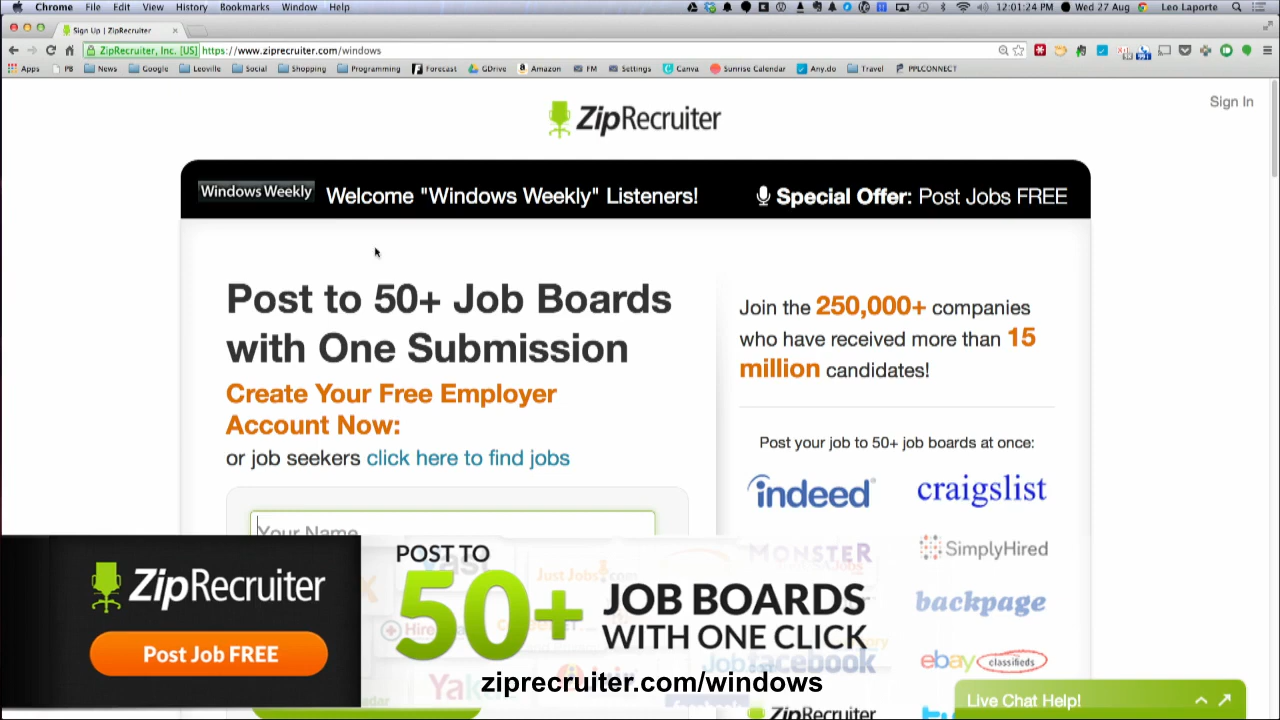 Chrome File Edit View History Bookmarks Window Help 12:01:24 PM Wed 27 Aug Leo Laporte
Sign Up | ZipRecruiter
ZipRecruiter, Inc. [US] https://www.ziprecruiter.com/windows
Apps PB News Google Leoville Social Shopping Programming Forecast GDrive Amazon FM Settings Canva Sunrise Calendar Any.do Travel PPLCONNECT
Sign In
ZipRecruiter
Windows Weekly Welcome "Windows Weekly" Listeners! Special Offer: Post Jobs FREE
Post to 50+ Job Boards
with One Submission
Create Your Free Employer
Account Now:
or job seekers click here to find jobs
Your Name
Join the 250,000+ companies
who have received more than 15
million candidates!
Post your job to 50+ job boards at once:
indeed craigslist
MONSTER SimplyHired
backpage
facebook ebay classifieds
ZipRecruiter
Live Chat Help!
ZipRecruiter
Post Job FREE
POST TO
50+ JOB BOARDS
WITH ONE CLICK
ziprecruiter.com/windows